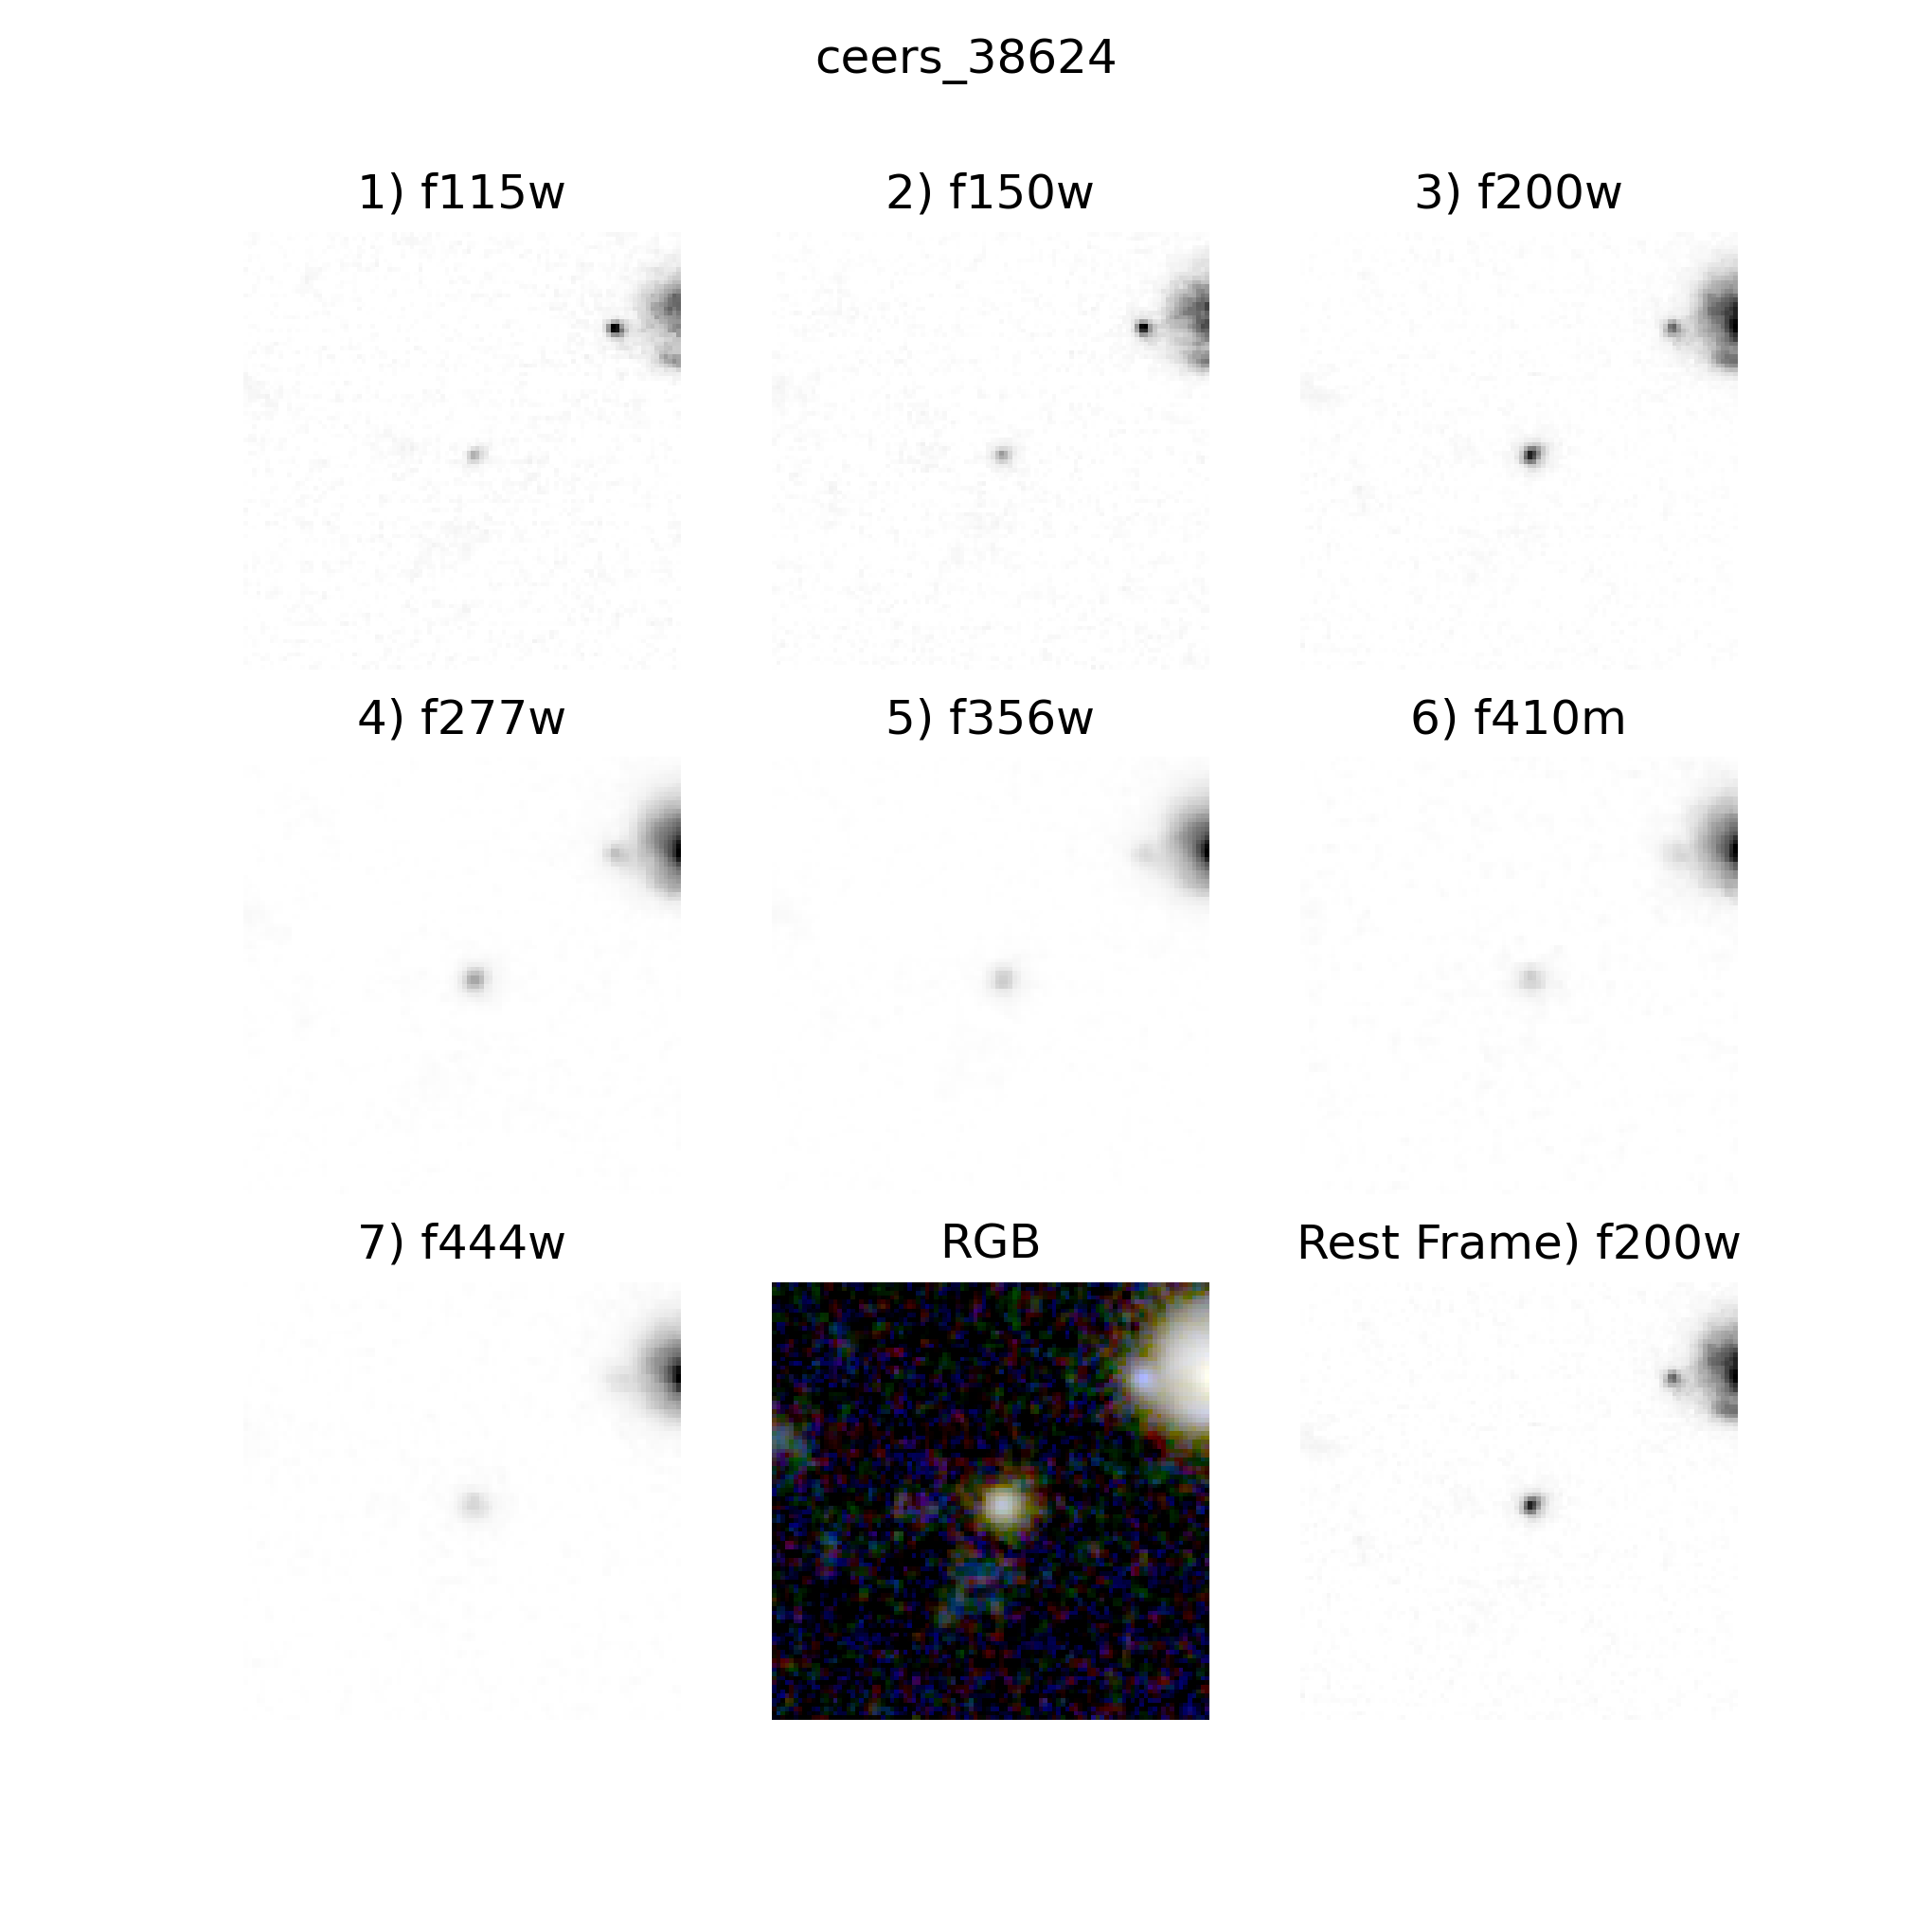 ceers_38624
1) f115w
2) f150w
3) f200w
4) f277w
5) f356w
6) f410m
7) f444w
RGB
Rest Frame) f200w